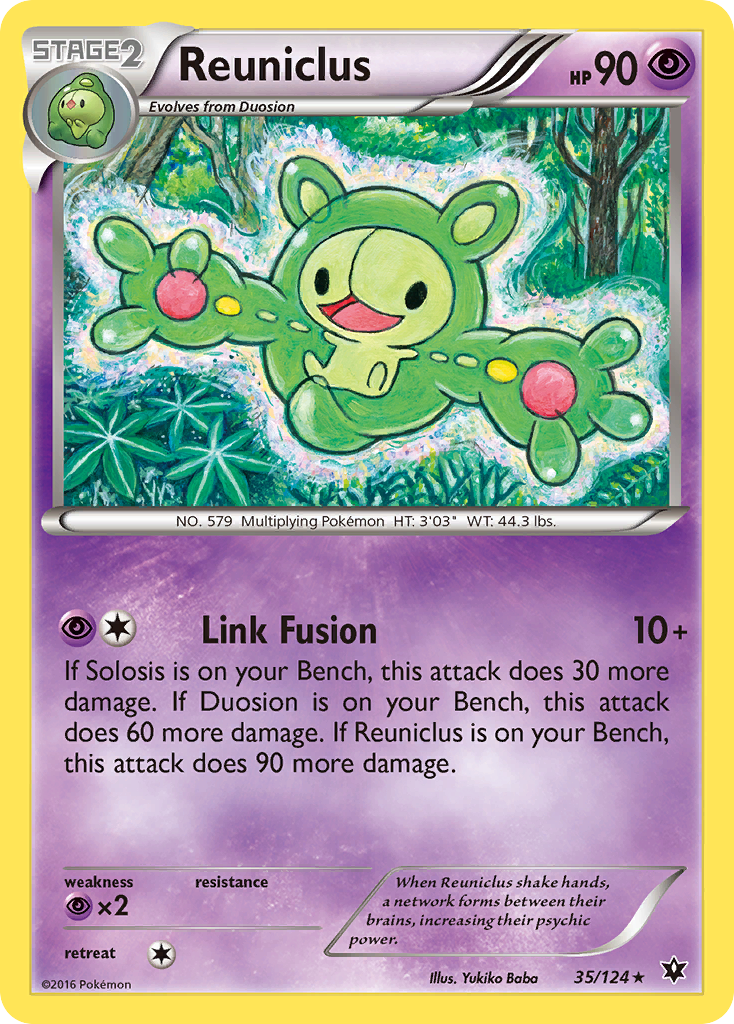 STAGE2
Reuniclus
HP90
Evolves from Duosion
NO. 579 Multiplying Pokémon HT: 3'03" WT: 44.3 lbs.
Link Fusion 10+
If Solosis is on your Bench, this attack does 30 more
damage. If Duosion is on your Bench, this attack
does 60 more damage. If Reuniclus is on your Bench,
this attack does 90 more damage.
weakness resistance
×2
When Reuniclus shake hands,
a network forms between their
brains, increasing their psychic
power.
retreat
©2016 Pokémon Illus. Yukiko Baba 35/124 ★